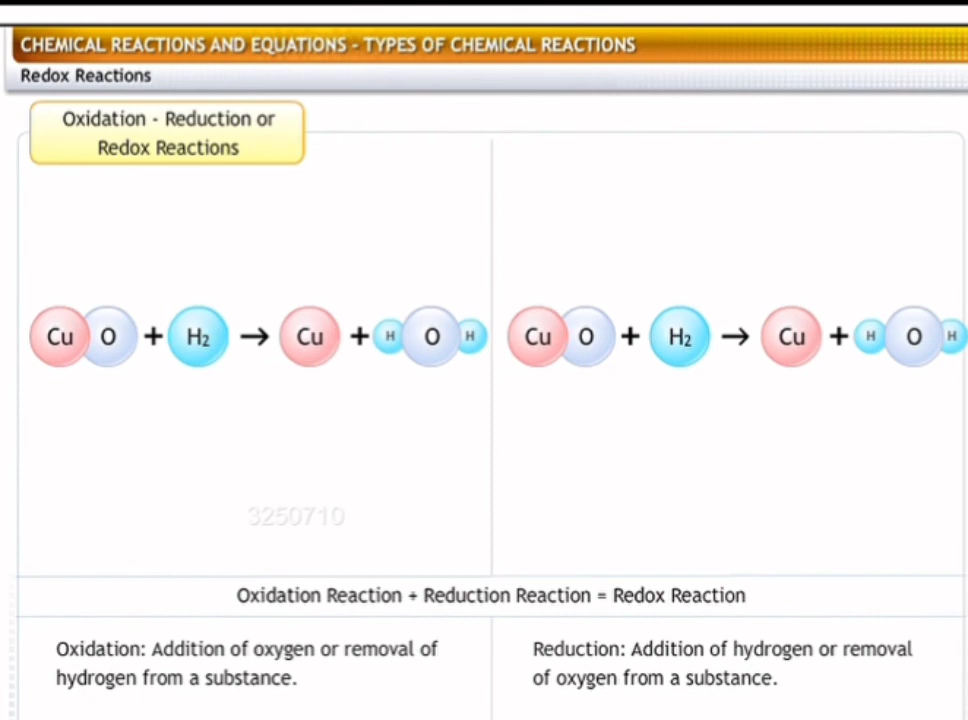 CHEMICAL REACTIONS AND EQUATIONS - TYPES OF CHEMICAL REACTIONS
Redox Reactions
Oxidation - Reduction or
Redox Reactions
Cu O + H₂ → Cu + H O H
Cu O + H₂ → Cu + H O H
3250710
Oxidation Reaction + Reduction Reaction = Redox Reaction
Oxidation: Addition of oxygen or removal of
hydrogen from a substance.
Reduction: Addition of hydrogen or removal
of oxygen from a substance.